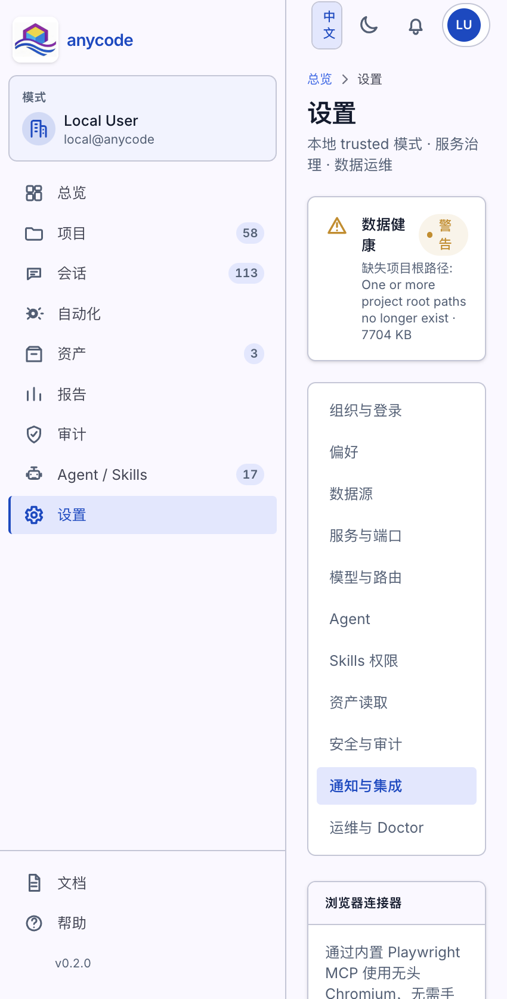 anycode
模式
Local User
local@anycode
总览
项目
58
会话
113
自动化
资产
3
报告
审计
Agent / Skills
17
设置
文档
帮助
v0.2.0
中
文
LU
总览 > 设置
设置
本地 trusted 模式 · 服务治
理 · 数据运维
数据健
康
警
告
缺失项目根路径:
One or more
project root paths
no longer exist ·
7704 KB
组织与登录
偏好
数据源
服务与端口
模型与路由
Agent
Skills 权限
资产读取
安全与审计
通知与集成
运维与 Doctor
浏览器连接器
通过内置 Playwright
MCP 使用无头
Chromium，无需手